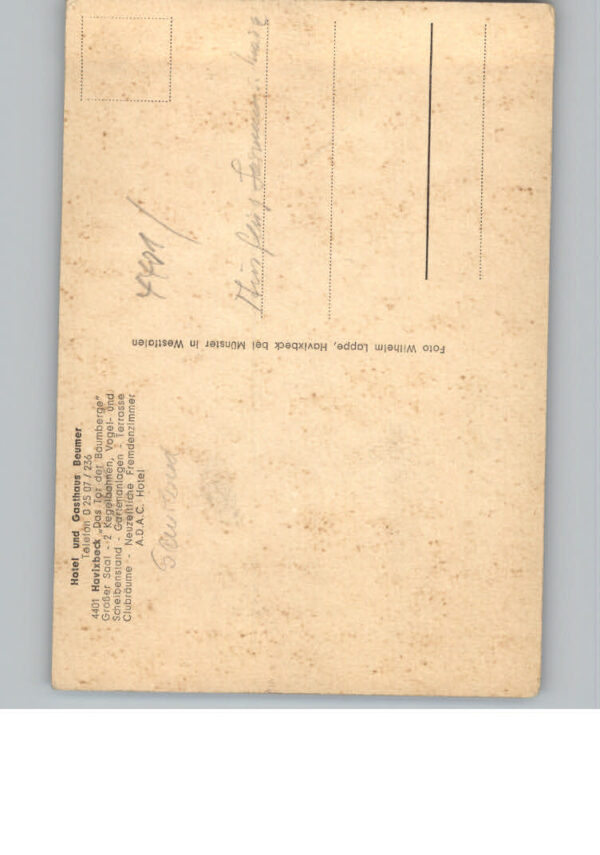 Hotel und Gasthaus Beumer
Telefon 0 25 07 / 236
4401 Havixbeck „Das Tor der Baumberge“
Großer Saal - 2 Kegelbahnen, Vogel- und
Scheibenstand - Gartenanlagen - Terrasse
Clubräume - Neuzeitliche Fremdenzimmer
A.D.A.C. Hotel
Foto Wilhelm Lappe, Havixbeck bei Münster in Westfalen
4401